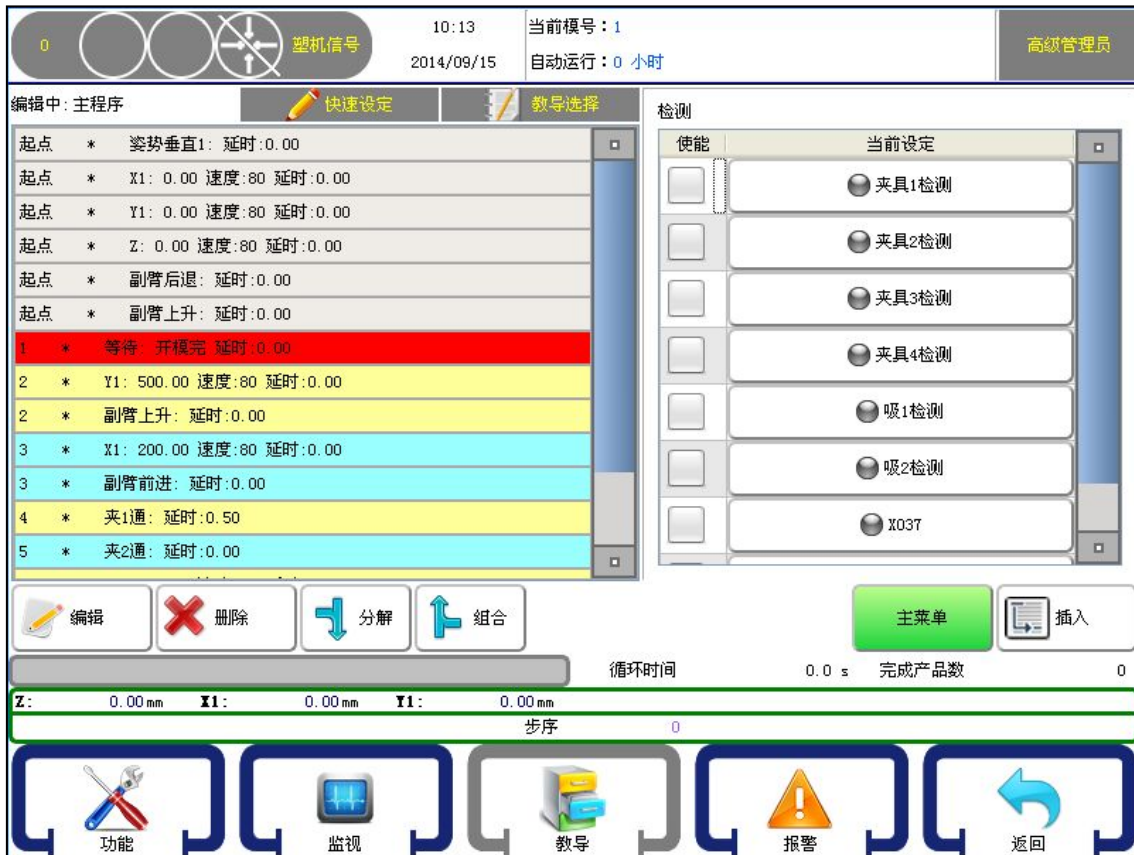 0 塑机信号
10:13
2014/09/15
当前模号：1
自动运行：0 小时
高级管理员
编辑中:主程序
快速设定
教导选择
起点 * 姿势垂直1: 延时:0.00
起点 * X1: 0.00 速度:80 延时:0.00
起点 * Y1: 0.00 速度:80 延时:0.00
起点 * Z: 0.00 速度:80 延时:0.00
起点 * 副臂后退: 延时:0.00
起点 * 副臂上升: 延时:0.00
1 * 等待: 开模完 延时:0.00
2 * Y1: 500.00 速度:80 延时:0.00
2 * 副臂上升: 延时:0.00
3 * X1: 200.00 速度:80 延时:0.00
3 * 副臂前进: 延时:0.00
4 * 夹1通: 延时:0.50
5 * 夹2通: 延时:0.00
检测
使能 当前设定
夹具1检测
夹具2检测
夹具3检测
夹具4检测
吸1检测
吸2检测
X037
编辑
删除
分解
组合
主菜单
插入
循环时间 0.0 s 完成产品数 0
Z: 0.00mm X1: 0.00mm Y1: 0.00mm
步序 0
功能
监视
教导
报警
返回